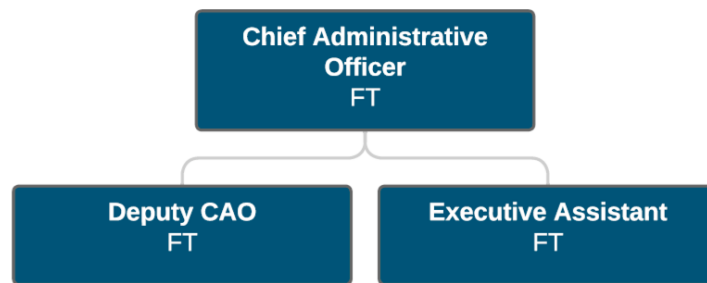 Chief Administrative
Officer
FT
Deputy CAO
FT
Executive Assistant
FT